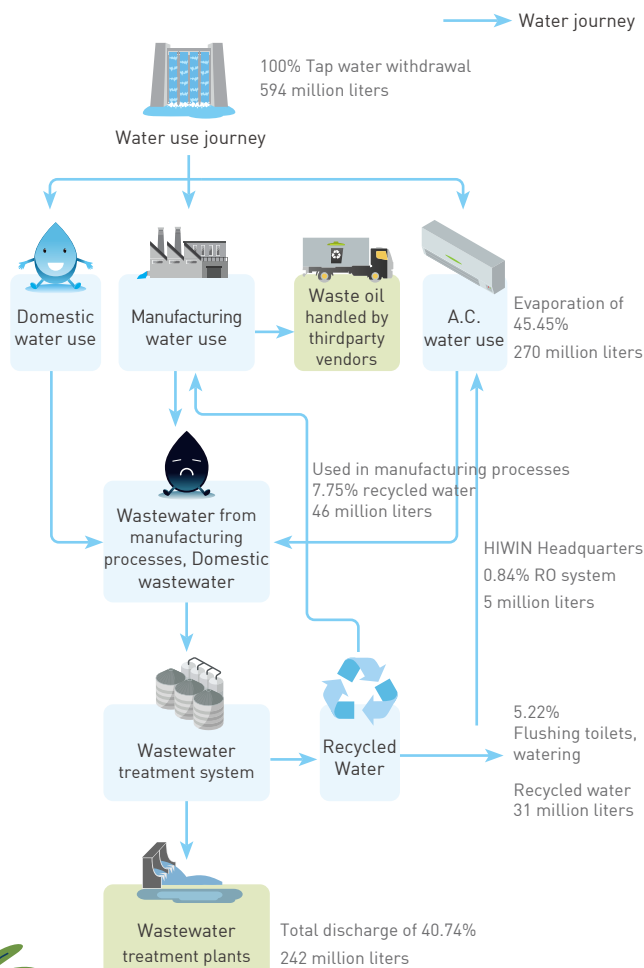 Water journey
100% Tap water withdrawal
594 million liters
Water use journey
Domestic
water use
Manufacturing
water use
Waste oil
handled by
thirdparty
vendors
A.C.
water use
Evaporation of
45.45%
270 million liters
Used in manufacturing processes
7.75% recycled water
46 million liters
Wastewater from
manufacturing
processes, Domestic
wastewater
HIWIN Headquarters
0.84% RO system
5 million liters
Wastewater
treatment system
Recycled
Water
5.22%
Flushing toilets,
watering
Recycled water
31 million liters
Wastewater
treatment plants
Total discharge of 40.74%
242 million liters